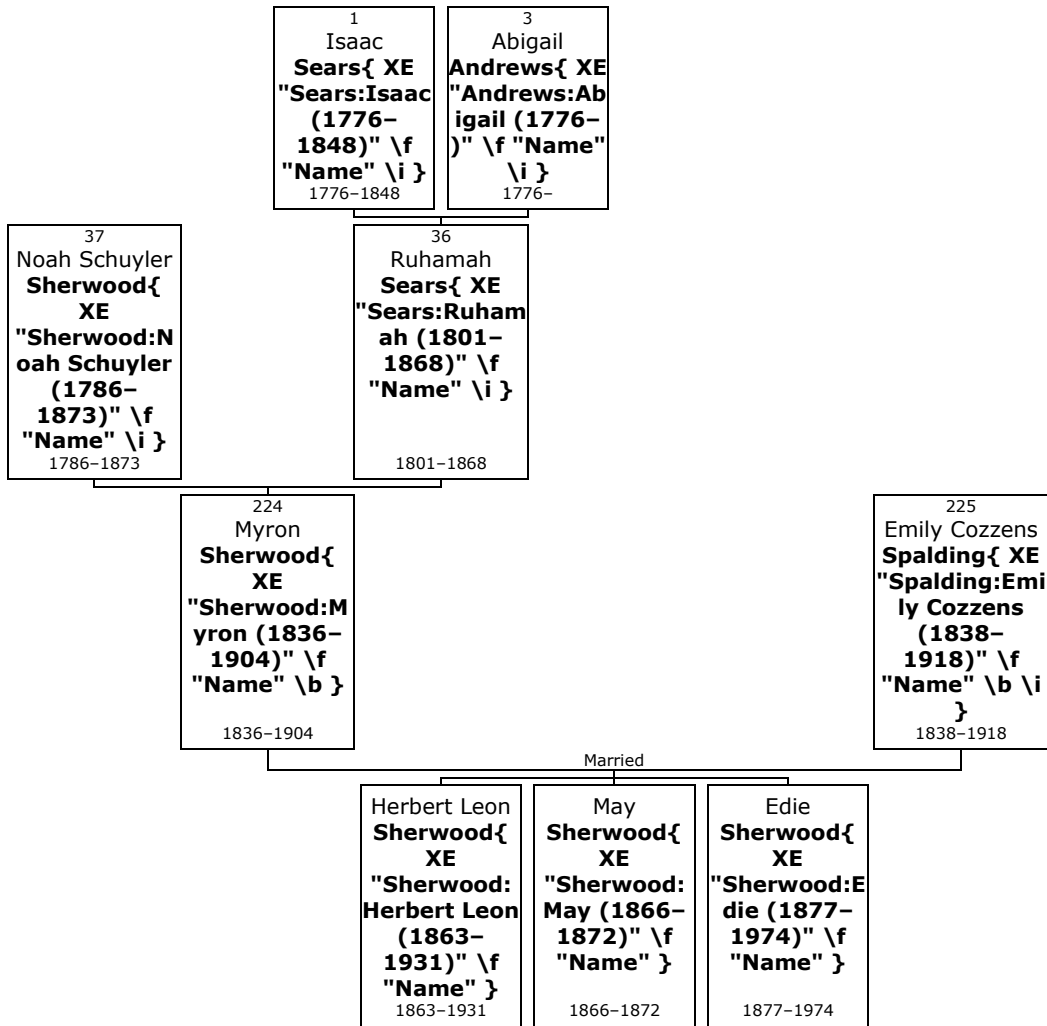 1
Isaac
Sears{ XE
"Sears:Isaac
(1776–
1848)" \f
"Name" \i }
1776–1848
3
Abigail
Andrews{ XE
"Andrews:Ab
igail (1776–
)" \f "Name"
\i }
1776–
37
Noah Schuyler
Sherwood{
XE
"Sherwood:N
oah Schuyler
(1786–
1873)" \f
"Name" \i }
1786–1873
36
Ruhamah
Sears{ XE
"Sears:Ruham
ah (1801–
1868)" \f
"Name" \i }
1801–1868
224
Myron
Sherwood{
XE
"Sherwood:M
yron (1836–
1904)" \f
"Name" \b }
1836–1904
225
Emily Cozzens
Spalding{ XE
"Spalding:Emi
ly Cozzens
(1838–
1918)" \f
"Name" \b \i
}
1838–1918
Married
Herbert Leon
Sherwood{
XE
"Sherwood:
Herbert Leon
(1863–
1931)" \f
"Name" }
1863–1931
May
Sherwood{
XE
"Sherwood:
May (1866–
1872)" \f
"Name" }
1866–1872
Edie
Sherwood{
XE
"Sherwood:E
die (1877–
1974)" \f
"Name" }
1877–1974